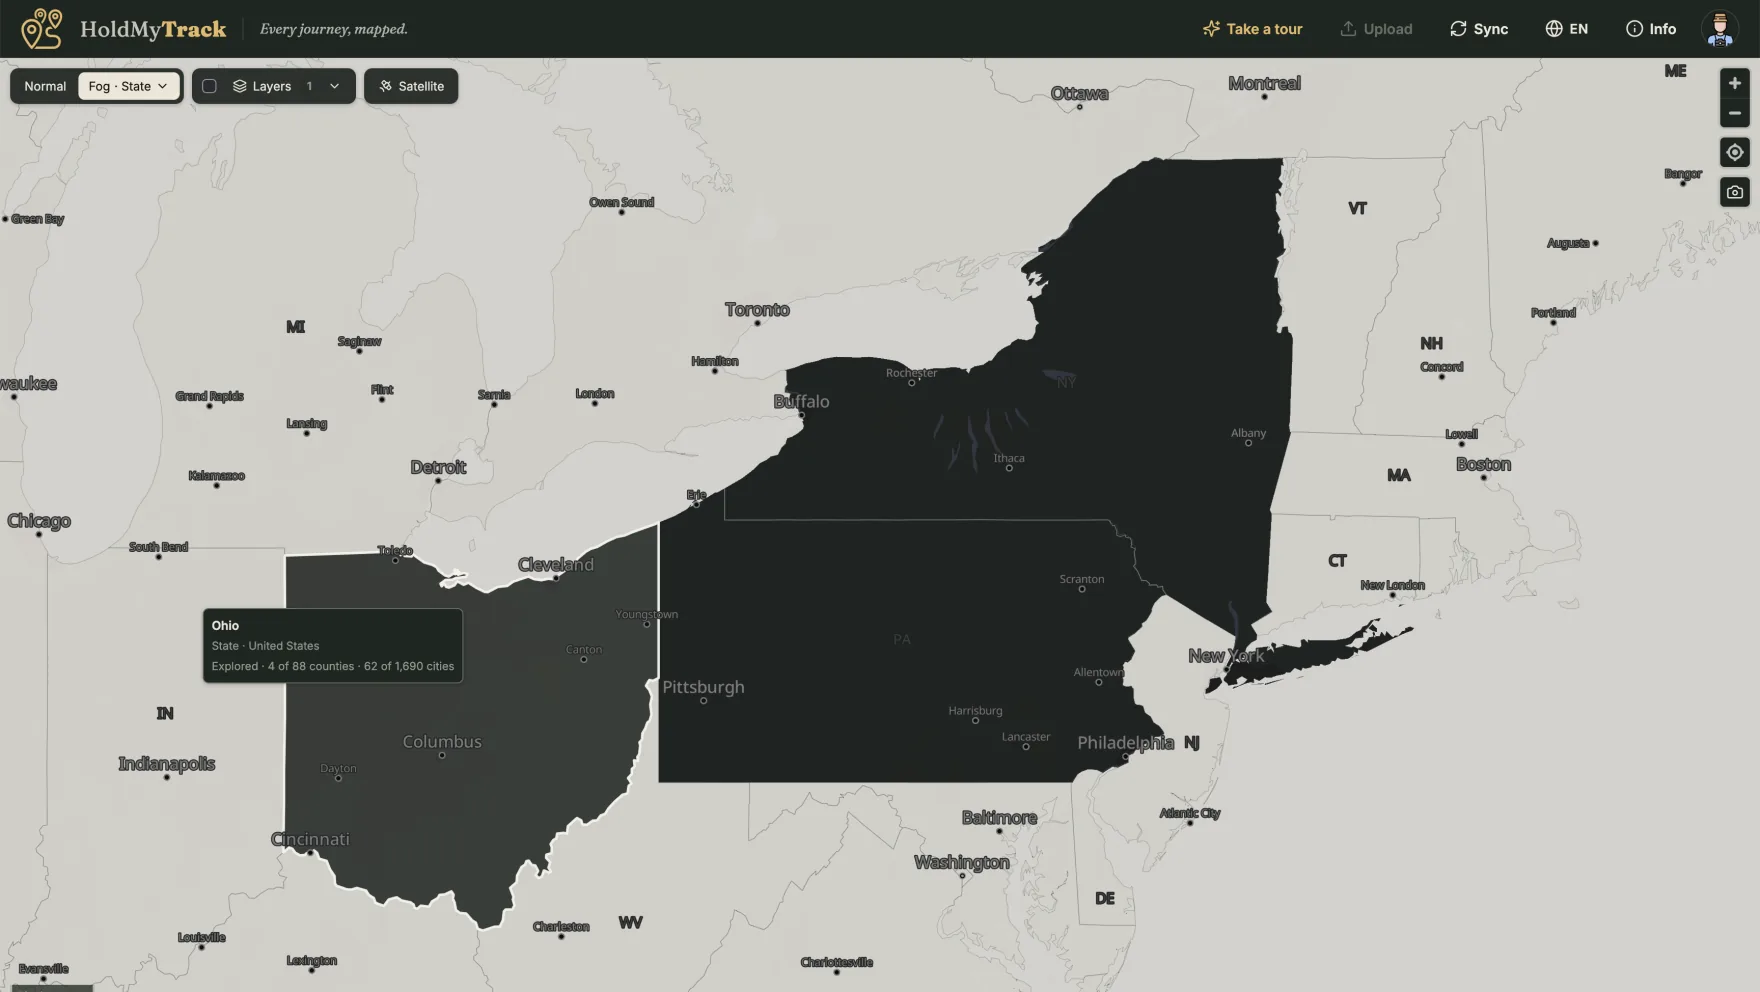 HoldMyTrack
Every journey, mapped.
Take a tour
Upload
Sync
EN
Info
Normal
Fog · State
Layers 1
Satellite
ME
Montreal
Ottawa
Bangor
Owen Sound
VT
Green Bay
Augusta
Toronto
Portland
MI
Saginaw
NH
Hamilton
Concord
Rochester
NY
waukee
Flint
Grand Rapids
Sarnia
London
Buffalo
Lansing
Albany
Lowell
Ithaca
Boston
Detroit
Kalamazoo
MA
Erie
Chicago
South Bend
Toledo
Cleveland
CT
Scranton
New London
Youngstown
Ohio
State · United States
Explored · 4 of 88 counties · 62 of 1,690 cities
PA
Canton
New York
Allentown
Pittsburgh
Harrisburg
IN
Lancaster
Columbus
Philadelphia
NJ
Indianapolis
Dayton
Atlantic City
Baltimore
Cincinnati
Washington
DE
WV
Charleston
Louisville
Lexington
Charlottesville
Evansville